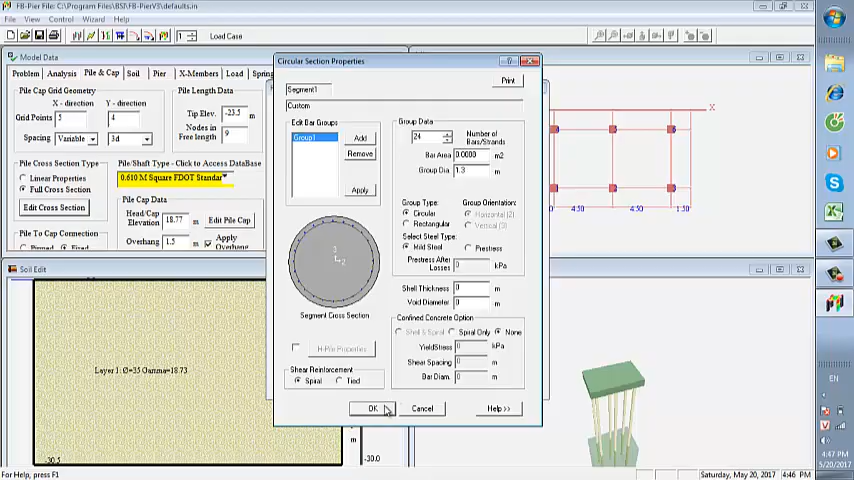 FB-Pier File: C:\Program Files\BSI\FB-PierV3\defaults.in
File View Control Wizard Help
1 Load Case
Model Data
Problem Analysis Pile & Cap Soil Pier X-Members Load Spring
Pile Cap Grid Geometry
X - direction Y - direction
Grid Points 5 4
Spacing Variable 3d
Pile Length Data
Tip Elev. -23.5 m
Nodes in Free length 9
Pile Cross Section Type
Linear Properties
Full Cross Section
Edit Cross Section
Pile/Shaft Type - Click to Access DataBase
0.610 M Square FDOT Standar
Pile Cap Data
Head/Cap Elevation 18.77 m
Edit Pile Cap
Overhang 1.5 m
Apply Overhang
Pile To Cap Connection
Pinned Fixed
Soil Edit
Layer 1: Ø=35 Gamma=18.73
-30.5
m
-30.0
Circular Section Properties
Print
Segment1
Custom
Edit Bar Groups
Group1
Add
Remove
Apply
Group Data
24 Number of Bars/Strands
Bar Area 0.0000 m2
Group Dia 1.3 m
Group Type:
Circular
Rectangular
Group Orientation:
Horizontal (2)
Vertical (3)
Select Steel Type:
Mild Steel Prestress
Prestress After Losses 0 kPa
3
2
Segment Cross Section
Shell Thickness 0 m
Void Diameter 0 m
Confined Concrete Option
Shell & Spiral Spiral Only None
YieldStress 0 kPa
Shear Spacing 0 m
Bar Diam. 0 m
H-Pile Properties
Shear Reinforcement
Spiral Tied
OK Cancel Help >>
X
4.50 4.50 1.50
For Help, press F1
Saturday, May 20, 2017 4:46 PM
EN
4:47 PM
5/20/2017